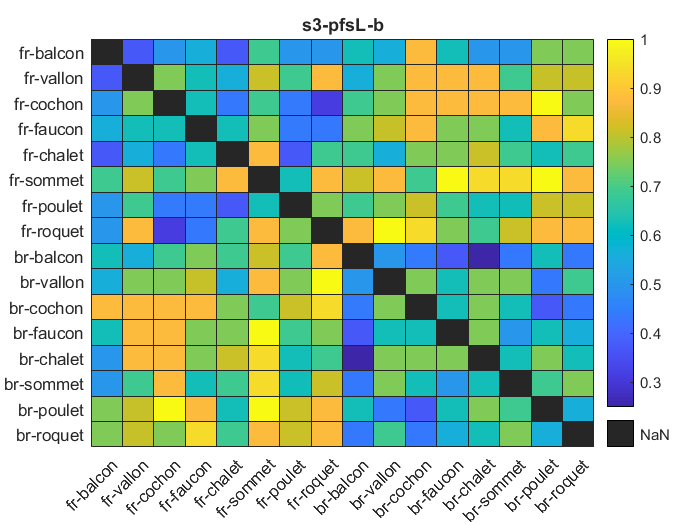 s3-pfsL-b
fr-balcon
fr-vallon
fr-cochon
fr-faucon
fr-chalet
fr-sommet
fr-poulet
fr-roquet
br-balcon
br-vallon
br-cochon
br-faucon
br-chalet
br-sommet
br-poulet
br-roquet
fr-balcon
fr-vallon
fr-cochon
fr-faucon
fr-chalet
fr-sommet
fr-poulet
fr-roquet
br-balcon
br-vallon
br-cochon
br-faucon
br-chalet
br-sommet
br-poulet
br-roquet
1
0.9
0.8
0.7
0.6
0.5
0.4
0.3
NaN